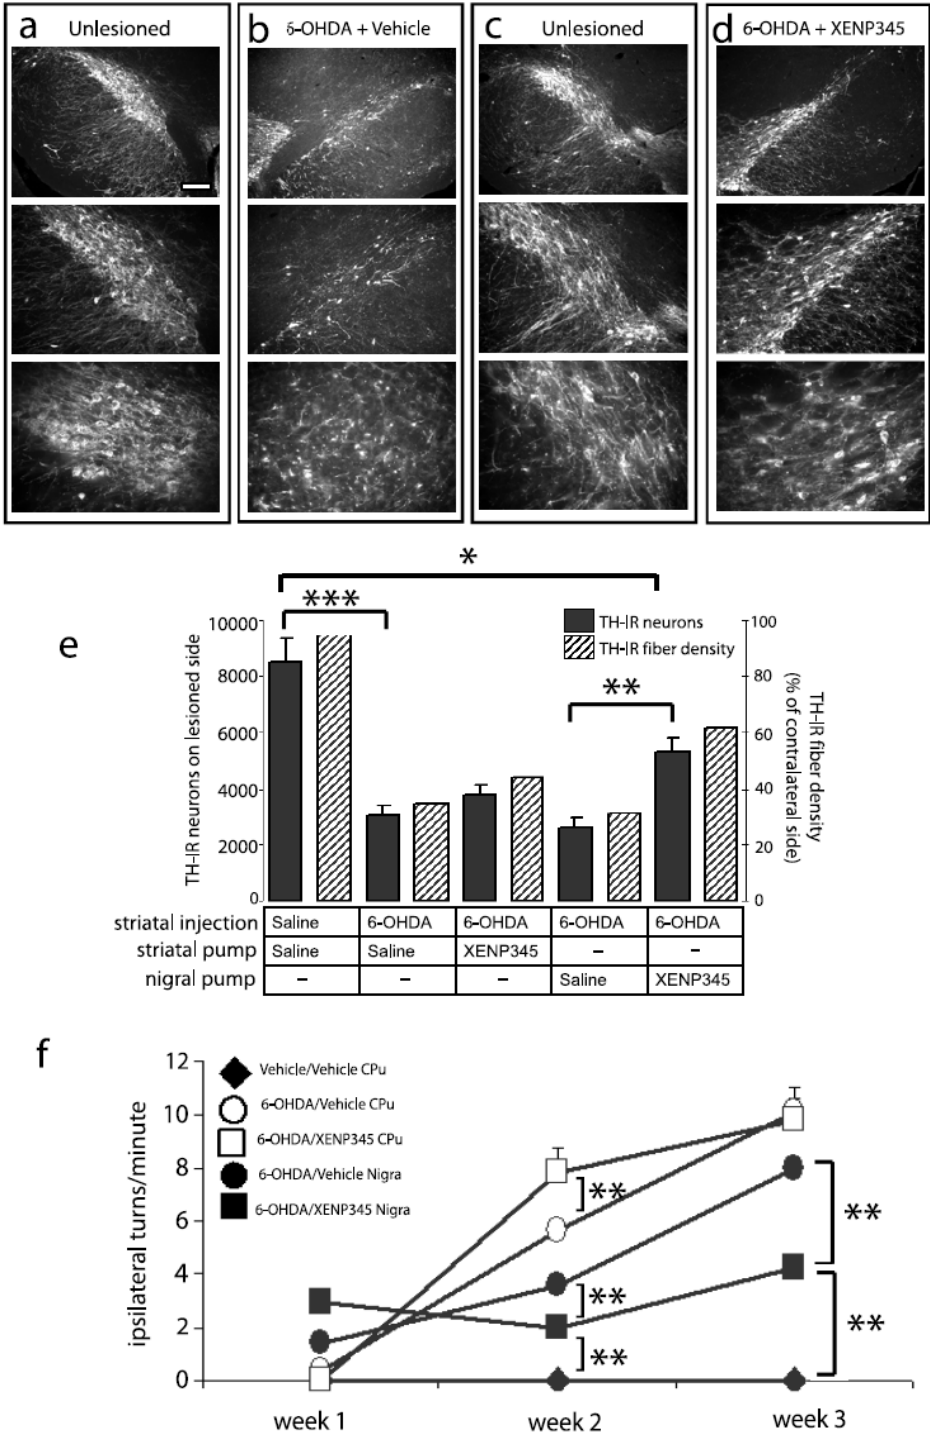 a Unlesioned
b 6-OHDA + Vehicle
c Unlesioned
d 6-OHDA + XENP345
e
*
***
**
TH-IR neurons
TH-IR fiber density
TH-IR neurons on lesioned side
10000
8000
6000
4000
2000
0
100
80
60
40
20
0
TH-IR fiber density
(% of contralateral side)
striatal injection Saline 6-OHDA 6-OHDA 6-OHDA 6-OHDA
striatal pump Saline Saline XENP345 – –
nigral pump – – – Saline XENP345
f
ipsilateral turns/minute
12
10
8
6
4
2
0
Vehicle/Vehicle CPu
6-OHDA/Vehicle CPu
6-OHDA/XENP345 CPu
6-OHDA/Vehicle Nigra
6-OHDA/XENP345 Nigra
**
**
**
**
**
week 1 week 2 week 3